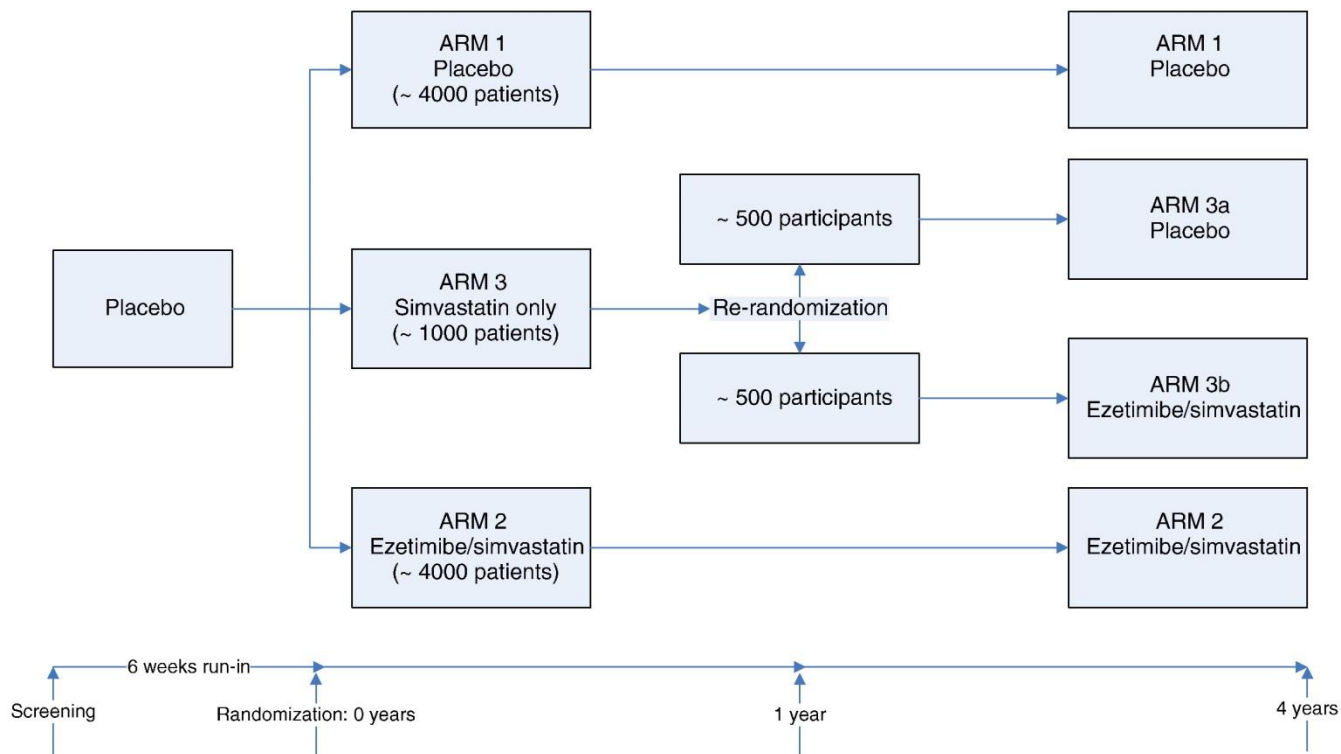 ARM 1
Placebo
(~ 4000 patients)
ARM 1
Placebo
~ 500 participants
ARM 3a
Placebo
Placebo
ARM 3
Simvastatin only
(~ 1000 patients)
Re-randomization
~ 500 participants
ARM 3b
Ezetimibe/simvastatin
ARM 2
Ezetimibe/simvastatin
(~ 4000 patients)
ARM 2
Ezetimibe/simvastatin
6 weeks run-in
Screening
Randomization: 0 years
1 year
4 years